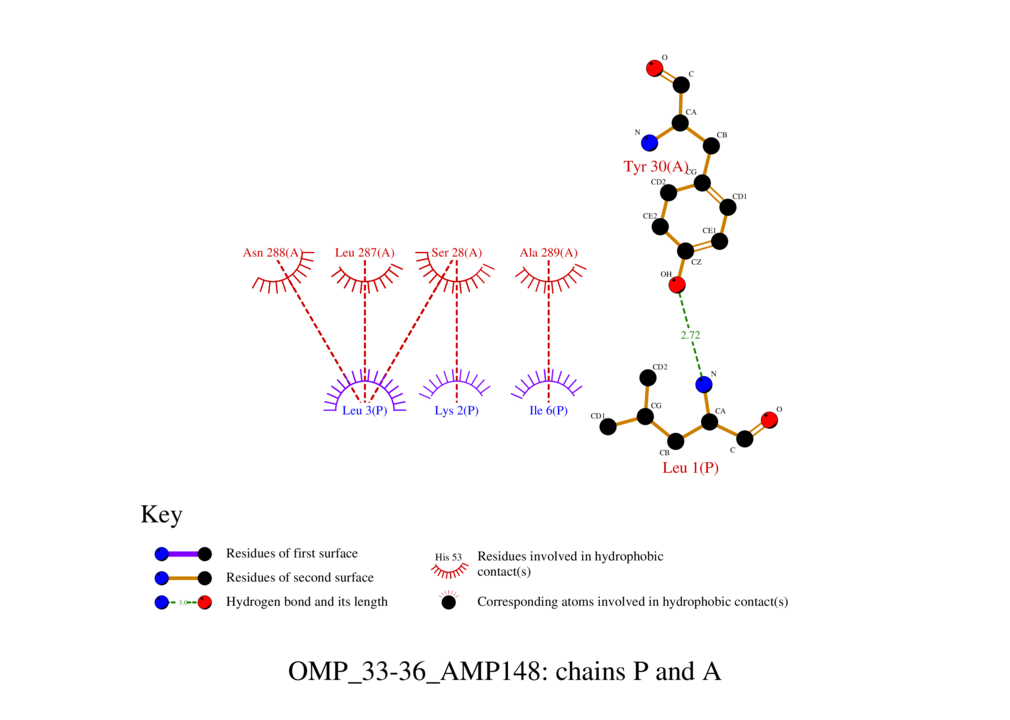 O
C
CA
N
CB
Tyr 30(A)
CG
CD2
CD1
CE2
CE1
CZ
OH
Asn 288(A)
Leu 287(A)
Ser 28(A)
Ala 289(A)
2.72
CD2
N
CG
CA
O
CD1
CB
C
Leu 3(P)
Lys 2(P)
Ile 6(P)
Leu 1(P)
Key
Residues of first surface
Residues of second surface
3.0
Hydrogen bond and its length
His 53
Residues involved in hydrophobic
contact(s)
Corresponding atoms involved in hydrophobic contact(s)
OMP_33-36_AMP148: chains P and A